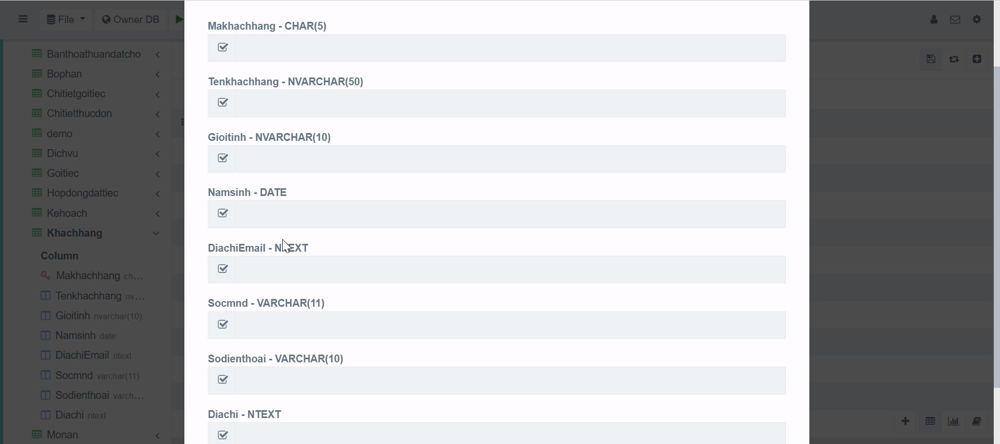 File
Owner DB
Banthoathuandatcho
Bophan
Chitietgoitiec
Chitietthucdon
demo
Dichvu
Goitiec
Hopdongdattiec
Kehoach
Khachhang
Column
Makhachhang ch...
Tenkhachhang nv...
Gioitinh nvarchar(10)
Namsinh date
DiachiEmail ntext
Socmnd varchar(11)
Sodienthoai varch...
Diachi ntext
Monan
Makhachhang - CHAR(5)
Tenkhachhang - NVARCHAR(50)
Gioitinh - NVARCHAR(10)
Namsinh - DATE
DiachiEmail - NTEXT
Socmnd - VARCHAR(11)
Sodienthoai - VARCHAR(10)
Diachi - NTEXT